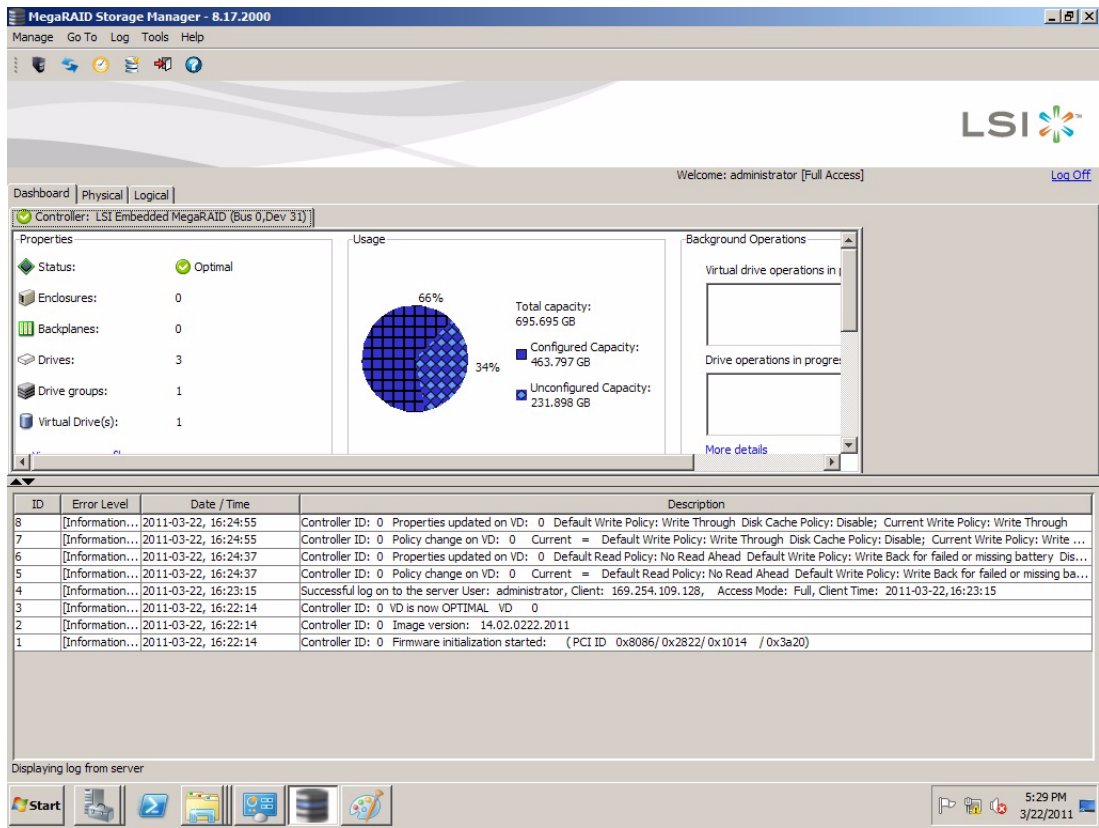 MegaRAID Storage Manager - 8.17.2000
Manage Go To Log Tools Help
LSI
Welcome: administrator [Full Access]
Log Off
Dashboard Physical Logical
Controller: LSI Embedded MegaRAID (Bus 0,Dev 31)
Properties
Status: Optimal
Enclosures: 0
Backplanes: 0
Drives: 3
Drive groups: 1
Virtual Drive(s): 1
Usage
66%
34%
Total capacity:
695.695 GB
Configured Capacity:
463.797 GB
Unconfigured Capacity:
231.898 GB
Background Operations
Virtual drive operations in
Drive operations in progres
More details
ID Error Level Date / Time Description
8 [Information... 2011-03-22, 16:24:55 Controller ID: 0 Properties updated on VD: 0 Default Write Policy: Write Through Disk Cache Policy: Disable; Current Write Policy: Write Through
7 [Information... 2011-03-22, 16:24:55 Controller ID: 0 Policy change on VD: 0 Current = Default Write Policy: Write Through Disk Cache Policy: Disable; Current Write Policy: Write ...
6 [Information... 2011-03-22, 16:24:37 Controller ID: 0 Properties updated on VD: 0 Default Read Policy: No Read Ahead Default Write Policy: Write Back for failed or missing battery Dis...
5 [Information... 2011-03-22, 16:24:37 Controller ID: 0 Policy change on VD: 0 Current = Default Read Policy: No Read Ahead Default Write Policy: Write Back for failed or missing ba...
4 [Information... 2011-03-22, 16:23:15 Successful log on to the server User: administrator, Client: 169.254.109.128, Access Mode: Full, Client Time: 2011-03-22,16:23:15
3 [Information... 2011-03-22, 16:22:14 Controller ID: 0 VD is now OPTIMAL VD 0
2 [Information... 2011-03-22, 16:22:14 Controller ID: 0 Image version: 14.02.0222.2011
1 [Information... 2011-03-22, 16:22:14 Controller ID: 0 Firmware initialization started: (PCI ID 0x8086/ 0x2822/ 0x1014 / 0x3a20)
Displaying log from server
Start
5:29 PM
3/22/2011